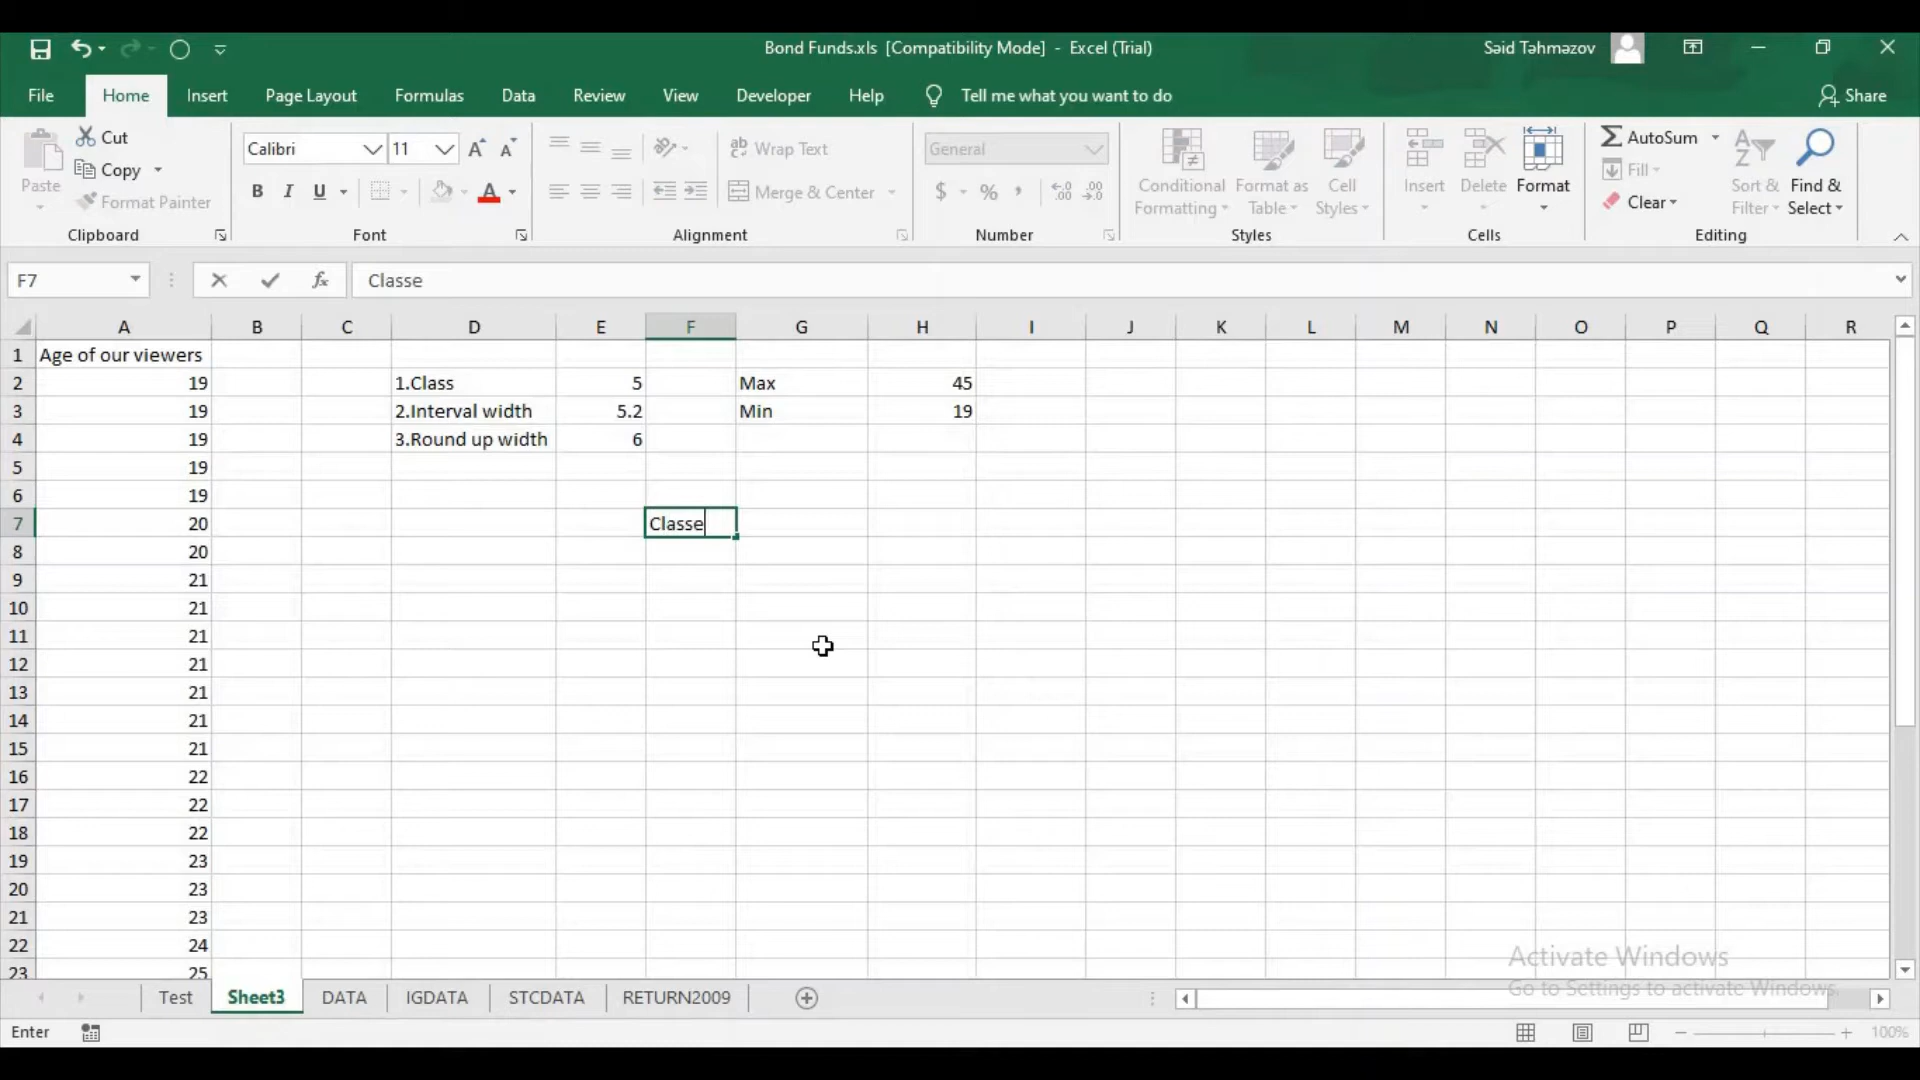 Bond Funds.xls [Compatibility Mode] - Excel (Trial)
Səid Təhməzov
File Home Insert Page Layout Formulas Data Review View Developer Help Tell me what you want to do Share
Paste
Cut
Copy
Format Painter
Clipboard
Calibri 11
B I U A
Font
Wrap Text
Merge & Center
Alignment
General
$ % ,
Number
Conditional Formatting
Format as Table
Cell Styles
Styles
Insert
Delete
Format
Cells
AutoSum
Fill
Clear
Sort & Filter
Find & Select
Editing
F7 fx Classe
A B C D E F G H I J K L M N O P Q R
1 Age of our viewers
2 19 1.Class 5 Max 45
3 19 2.Interval width 5.2 Min 19
4 19 3.Round up width 6
5 19
6 19
7 20 Classe
8 20
9 21
10 21
11 21
12 21
13 21
14 21
15 21
16 22
17 22
18 22
19 23
20 23
21 23
22 24
23 25
Activate Windows
Go to Settings to activate Windows.
Test Sheet3 DATA IGDATA STCDATA RETURN2009
Enter
100%